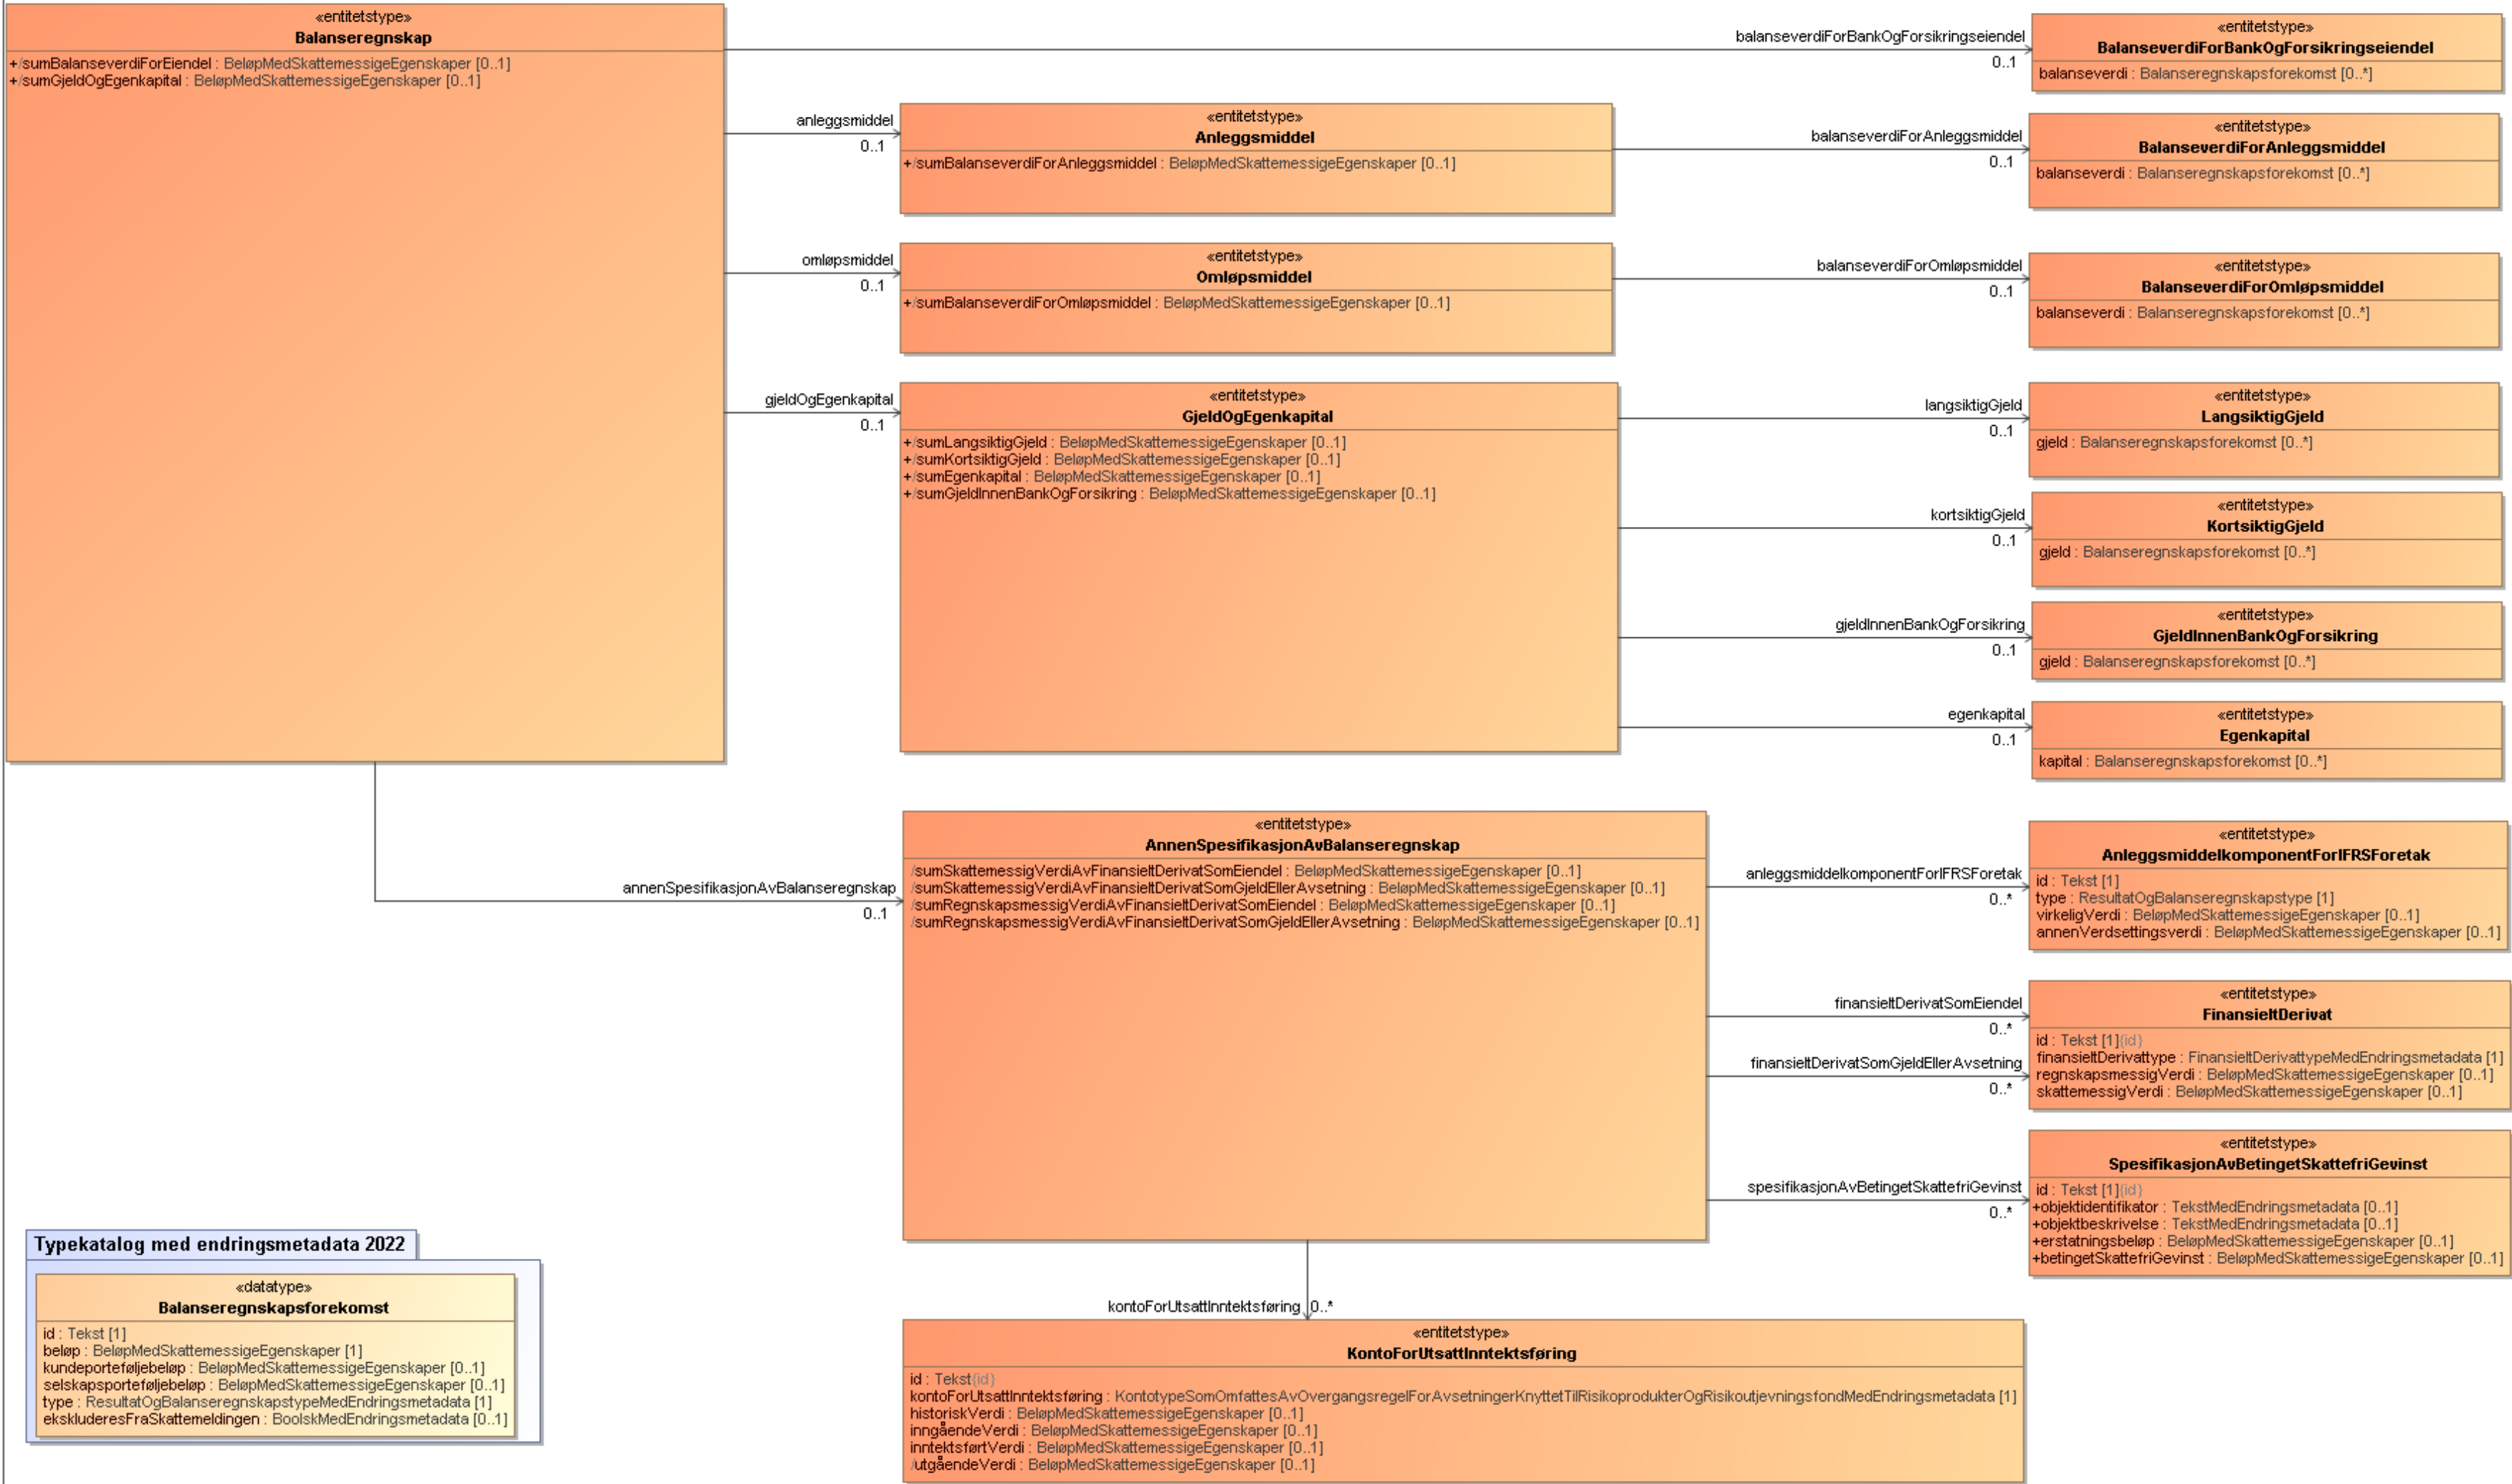 «entitetstype»
Balanseregnskap
+/sumBalanseverdiForEiendel : BeløpMedSkattemessigeEgenskaper [0..1]
+/sumGjeldOgEgenkapital : BeløpMedSkattemessigeEgenskaper [0..1]
balanseverdiForBankOgForsikringseiendel
0..1
«entitetstype»
BalanseverdiForBankOgForsikringseiendel
balanseverdi : Balanseregnskapsforekomst [0..*]
anleggsmiddel
0..1
«entitetstype»
Anleggsmiddel
+/sumBalanseverdiForAnleggsmiddel : BeløpMedSkattemessigeEgenskaper [0..1]
balanseverdiForAnleggsmiddel
0..1
«entitetstype»
BalanseverdiForAnleggsmiddel
balanseverdi : Balanseregnskapsforekomst [0..*]
omløpsmiddel
0..1
«entitetstype»
Omløpsmiddel
+/sumBalanseverdiForOmløpsmiddel : BeløpMedSkattemessigeEgenskaper [0..1]
balanseverdiForOmløpsmiddel
0..1
«entitetstype»
BalanseverdiForOmløpsmiddel
balanseverdi : Balanseregnskapsforekomst [0..*]
gjeldOgEgenkapital
0..1
«entitetstype»
GjeldOgEgenkapital
+/sumLangsiktigGjeld : BeløpMedSkattemessigeEgenskaper [0..1]
+/sumKortsiktigGjeld : BeløpMedSkattemessigeEgenskaper [0..1]
+/sumEgenkapital : BeløpMedSkattemessigeEgenskaper [0..1]
+/sumGjeldInnenBankOgForsikring : BeløpMedSkattemessigeEgenskaper [0..1]
langsiktigGjeld
0..1
«entitetstype»
LangsiktigGjeld
gjeld : Balanseregnskapsforekomst [0..*]
kortsiktigGjeld
0..1
«entitetstype»
KortsiktigGjeld
gjeld : Balanseregnskapsforekomst [0..*]
gjeldInnenBankOgForsikring
0..1
«entitetstype»
GjeldInnenBankOgForsikring
gjeld : Balanseregnskapsforekomst [0..*]
egenkapital
0..1
«entitetstype»
Egenkapital
kapital : Balanseregnskapsforekomst [0..*]
annenSpesifikasjonAvBalanseregnskap
0..1
«entitetstype»
AnnenSpesifikasjonAvBalanseregnskap
/sumSkattemessigVerdiAvFinansieltDerivatSomEiendel : BeløpMedSkattemessigeEgenskaper [0..1]
/sumSkattemessigVerdiAvFinansieltDerivatSomGjeldEllerAvsetning : BeløpMedSkattemessigeEgenskaper [0..1]
/sumRegnskapsmessigVerdiAvFinansieltDerivatSomEiendel : BeløpMedSkattemessigeEgenskaper [0..1]
/sumRegnskapsmessigVerdiAvFinansieltDerivatSomGjeldEllerAvsetning : BeløpMedSkattemessigeEgenskaper [0..1]
anleggsmiddelkomponentForIFRSForetak
0..*
«entitetstype»
AnleggsmiddelkomponentForIFRSForetak
id : Tekst [1]
type : ResultatOgBalanseregnskapstype [1]
virkeligVerdi : BeløpMedSkattemessigeEgenskaper [0..1]
annenVerdsettingsverdi : BeløpMedSkattemessigeEgenskaper [0..1]
finansieltDerivatSomEiendel
0..*
finansieltDerivatSomGjeldEllerAvsetning
0..*
«entitetstype»
FinansieltDerivat
id : Tekst [1]{id}
finansieltDerivattype : FinansieltDerivattypeMedEndringsmetadata [1]
regnskapsmessigVerdi : BeløpMedSkattemessigeEgenskaper [0..1]
skattemessigVerdi : BeløpMedSkattemessigeEgenskaper [0..1]
spesifikasjonAvBetingetSkattefriGevinst
0..*
«entitetstype»
SpesifikasjonAvBetingetSkattefriGevinst
id : Tekst [1]{id}
+objektidentifikator : TekstMedEndringsmetadata [0..1]
+objektbeskrivelse : TekstMedEndringsmetadata [0..1]
+erstatningsbeløp : BeløpMedSkattemessigeEgenskaper [0..1]
+betingetSkattefriGevinst : BeløpMedSkattemessigeEgenskaper [0..1]
Typekatalog med endringsmetadata 2022
«datatype»
Balanseregnskapsforekomst
id : Tekst [1]
beløp : BeløpMedSkattemessigeEgenskaper [1]
kundeporteføljebeløp : BeløpMedSkattemessigeEgenskaper [0..1]
selskapsporteføljebeløp : BeløpMedSkattemessigeEgenskaper [0..1]
type : ResultatOgBalanseregnskapstypeMedEndringsmetadata [1]
ekskluderesFraSkattemeldingen : BoolskMedEndringsmetadata [0..1]
kontoForUtsattInntektsføring 0..*
«entitetstype»
KontoForUtsattInntektsføring
id : Tekst{id}
kontoForUtsattInntektsføring : KontotypeSomOmfattesAvOvergangsregelForAvsetningerKnyttetTilRisikoprodukterOgRisikoutjevningsfondMedEndringsmetadata [1]
historiskVerdi : BeløpMedSkattemessigeEgenskaper [0..1]
inngåendeVerdi : BeløpMedSkattemessigeEgenskaper [0..1]
inntektsførtVerdi : BeløpMedSkattemessigeEgenskaper [0..1]
/utgåendeVerdi : BeløpMedSkattemessigeEgenskaper [0..1]